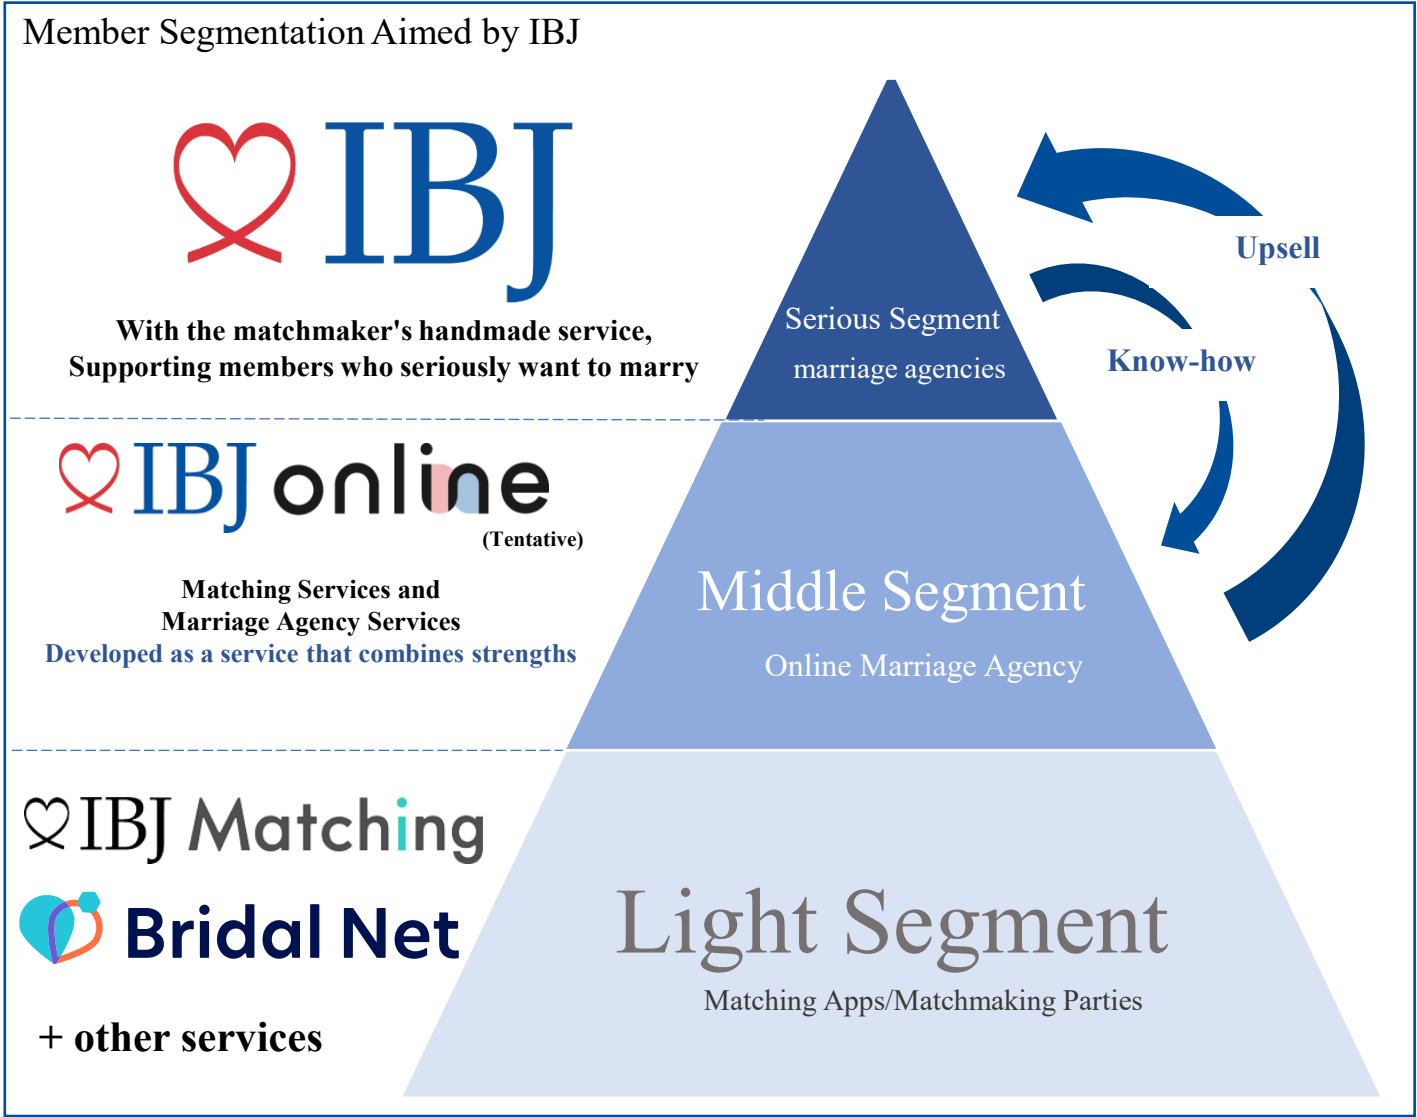 Member Segmentation Aimed by IBJ
IBJ
With the matchmaker's handmade service,
Supporting members who seriously want to marry
Serious Segment
marriage agencies
Upsell
Know-how
IBJ online
(Tentative)
Matching Services and
Marriage Agency Services
Developed as a service that combines strengths
Middle Segment
Online Marriage Agency
IBJ Matching
Bridal Net
+ other services
Light Segment
Matching Apps/Matchmaking Parties